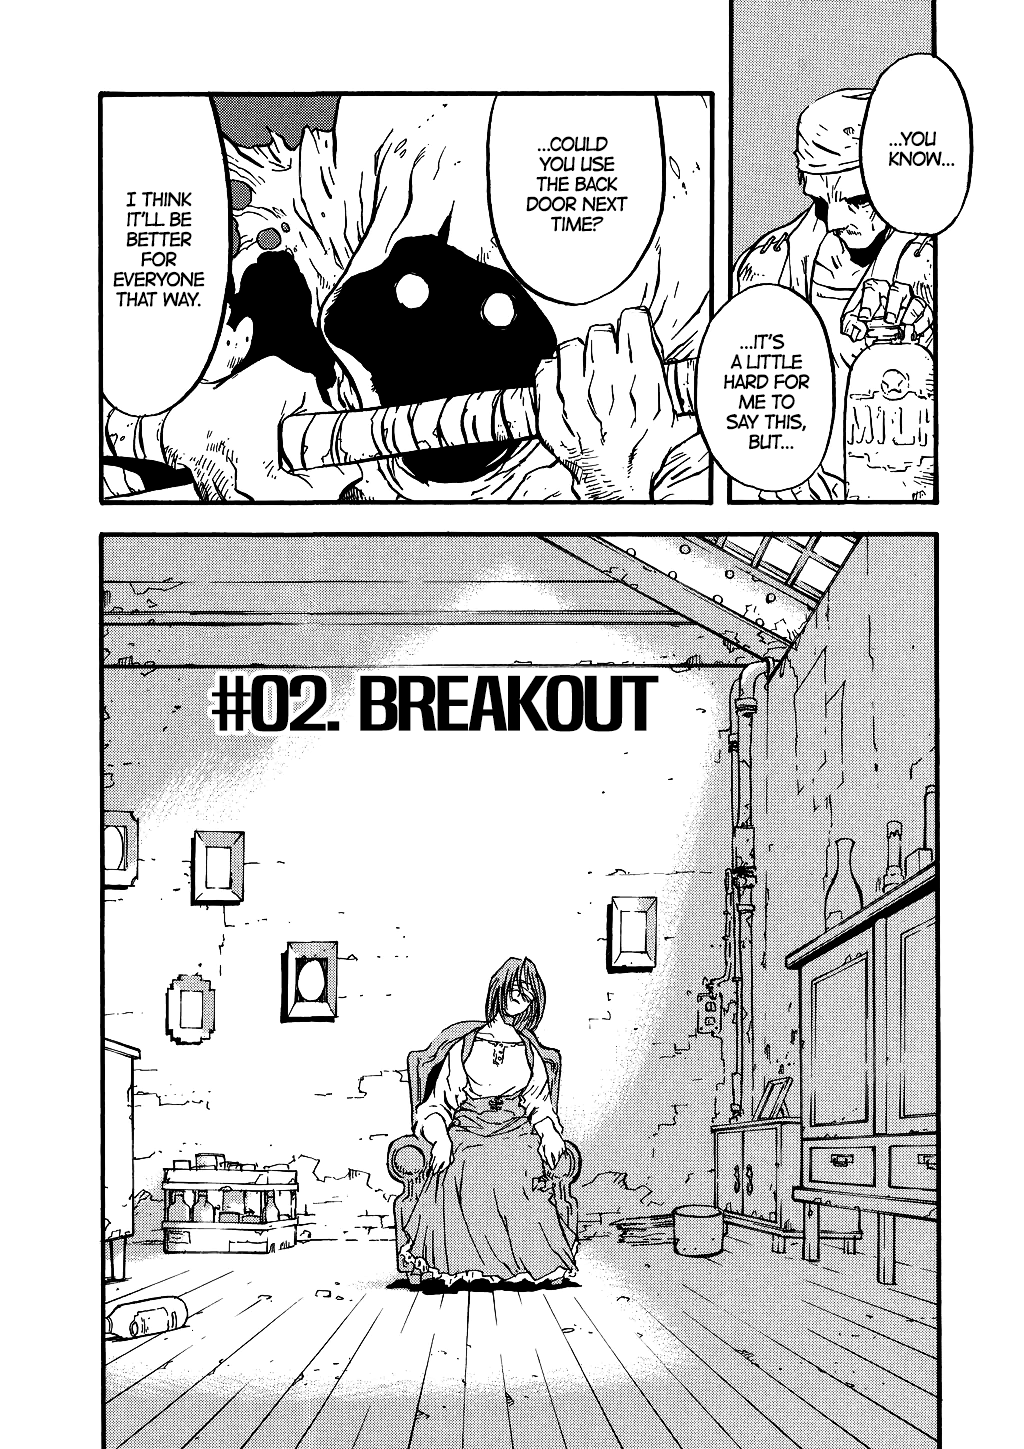 ...YOU
KNOW...
...IT'S
A LITTLE
HARD FOR
ME TO
SAY THIS,
BUT...
MILI
...COULD
YOU USE
THE BACK
DOOR NEXT
TIME?
I THINK
IT'LL BE
BETTER
FOR
EVERYONE
THAT WAY.
#02. BREAKOUT